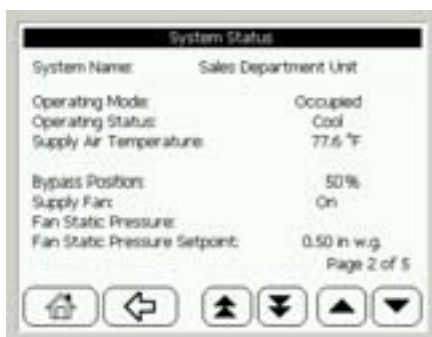 System Status
System Name: Sales Department Unit
Operating Mode: Occupied
Operating Status: Cool
Supply Air Temperature: 77.6 °F
Bypass Position: 50%
Supply Fan: On
Fan Static Pressure:
Fan Static Pressure Setpoint: 0.50 in w.g.
Page 2 of 5